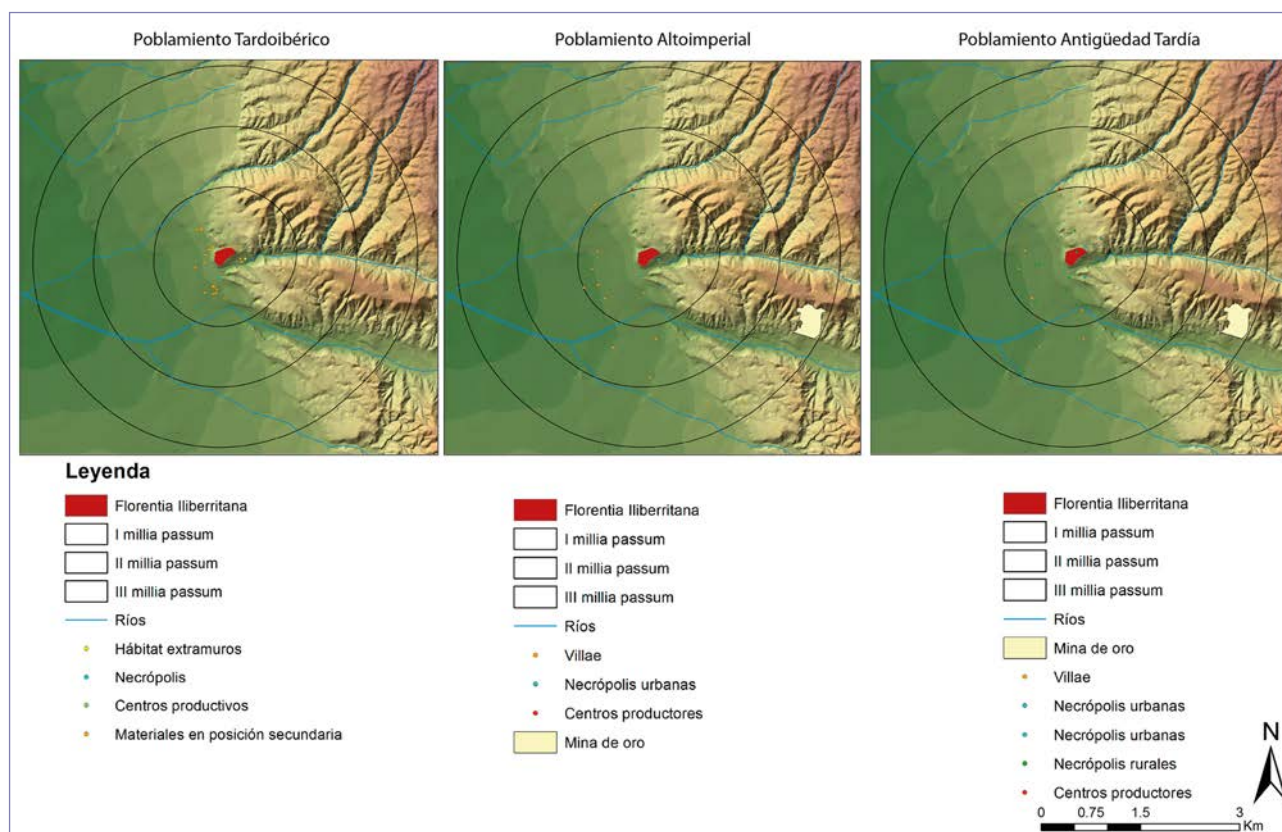 Poblamiento Tardoibérico
Poblamiento Altoimperial
Poblamiento Antigüedad Tardía
Leyenda
Florentia Iliberritana
I millia passum
II millia passum
III millia passum
Ríos
Hábitat extramuros
Necrópolis
Centros productivos
Materiales en posición secundaria
Florentia Iliberritana
I millia passum
II millia passum
III millia passum
Ríos
Villae
Necrópolis urbanas
Centros productores
Mina de oro
Florentia Iliberritana
I millia passum
II millia passum
III millia passum
Ríos
Mina de oro
Villae
Necrópolis urbanas
Necrópolis urbanas
Necrópolis rurales
Centros productores
N
0 0.75 1.5 3
Km